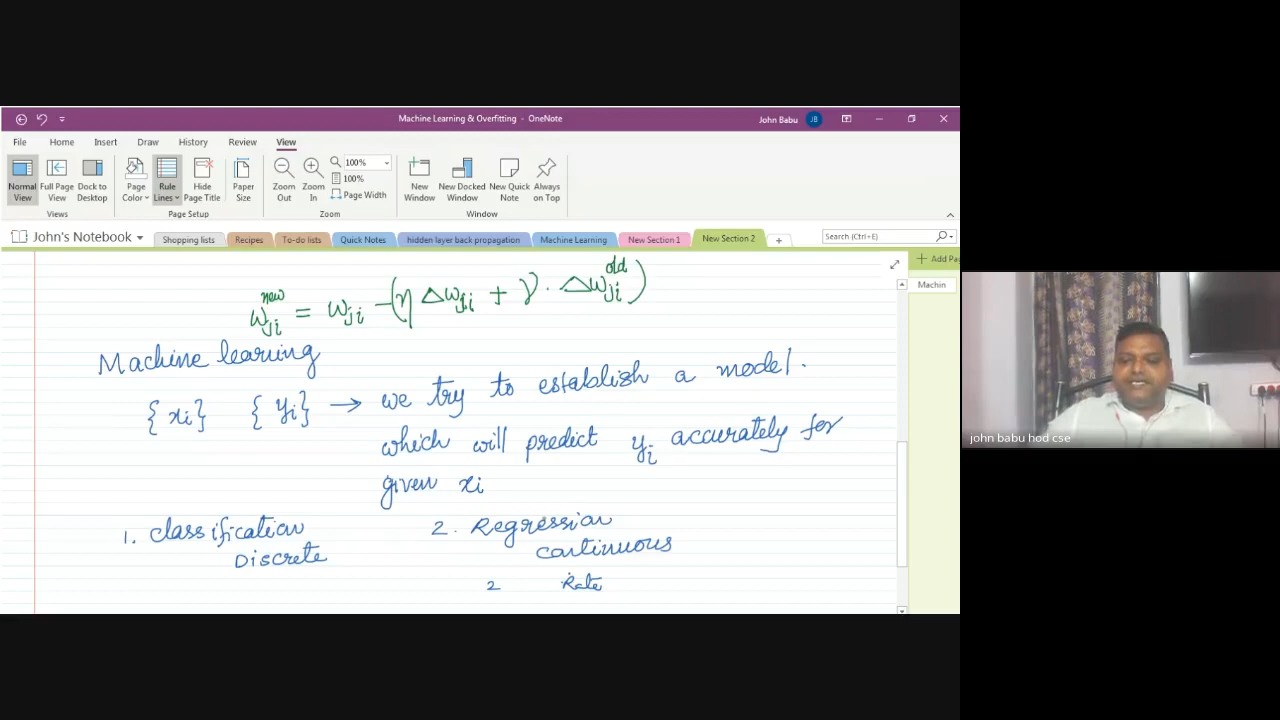 Machine Learning & Overfitting - OneNote
John Babu JB
File Home Insert Draw History Review View
Normal View
Full Page View
Dock to Desktop
Page Color
Rule Lines
Hide Page Title
Paper Size
Zoom Out
Zoom In
100%
100%
Page Width
New Window
New Docked Window
New Quick Note
Always on Top
Views Page Setup Zoom Window
John's Notebook Shopping lists Recipes To-do lists Quick Notes hidden layer back propagation Machine Learning New Section 1 New Section 2 + Search (Ctrl+E)
+ Add Pag
Machin
w_ji^new = w_ji - (η Δw_ji + γ · Δw_ji^old)
Machine learning
{xi} {yi} → we try to establish a model.
which will predict yi accurately for
given xi
1. Classification 2. Regression
Discrete continuous
2 Rate
john babu hod cse